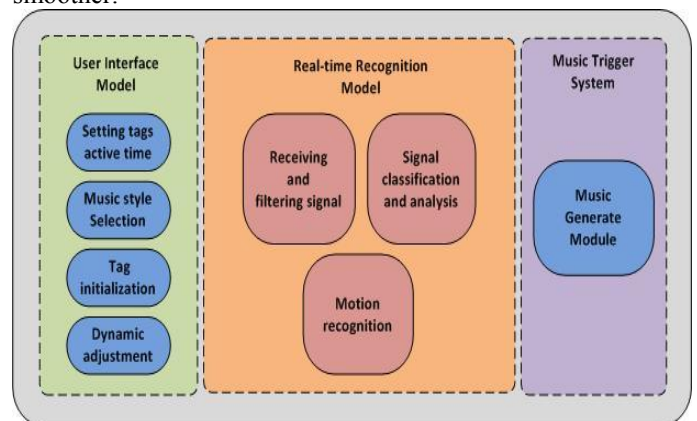 smoother.
User Interface
Model
Setting tags
active time
Music style
Selection
Tag
initialization
Dynamic
adjustment
Real-time Recognition
Model
Receiving
and
filtering signal
Signal
classification
and analysis
Motion
recognition
Music Trigger
System
Music
Generate
Module